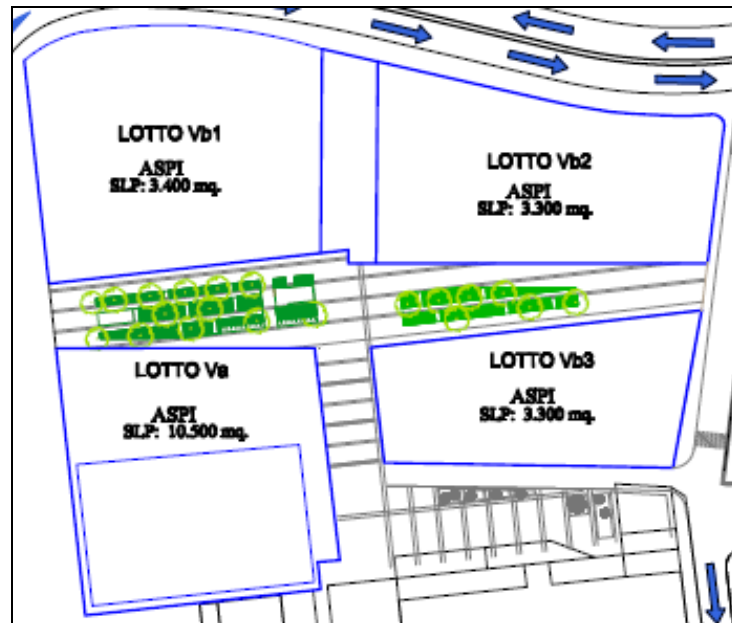 LOTTO Vb1
ASPI
SLP: 3.400 mq.
LOTTO Vb2
ASPI
SLP: 3.300 mq.
LOTTO Va
ASPI
SLP: 10.500 mq.
LOTTO Vb3
ASPI
SLP: 3.300 mq.